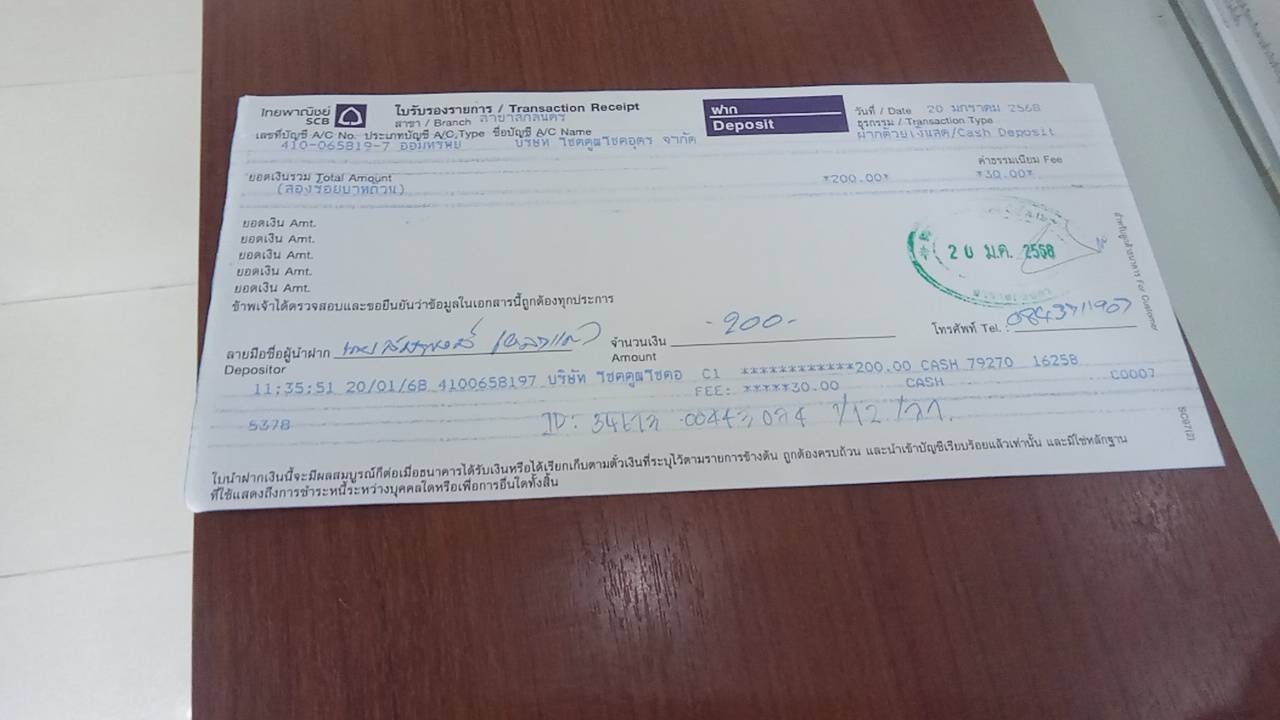 ไทยพาณิชย์ SCB ใบรับรองรายการ / Transaction Receipt ฝาก Deposit วันที่ / Date 20 มกราคม 2568
สาขา / Branch สาขาสกลนคร ธุรกรรม / Transaction Type
เลขที่บัญชี A/C No. ประเภทบัญชี A/C Type ชื่อบัญชี A/C Name ฝากด้วยเงินสด/Cash Deposit
410-065819-7 ออมทรัพย์ บริษัท โชคคูณโชคอุดร จำกัด
ค่าธรรมเนียม Fee
ยอดเงินรวม Total Amount *200.00* *30.00*
(สองร้อยบาทถ้วน)
ยอดเงิน Amt.
ยอดเงิน Amt.
ยอดเงิน Amt.
ยอดเงิน Amt.
ยอดเงิน Amt.
20 ม.ค. 2568
สำหรับลูกค้าธนาคาร For Customer
ข้าพเจ้าได้ตรวจสอบและขอยืนยันว่าข้อมูลในเอกสารนี้ถูกต้องทุกประการ
ลายมือชื่อผู้นำฝาก จำนวนเงิน -200- โทรศัพท์ Tel. : 0843711907
Depositor Amount
11:35:51 20/01/68 4100658197 บริษัท โชคคูณโชคอ C1 ************200.00 CASH 79270 16258
FEE: *****30.00 CASH C0007
5378 ID:
SC97(2)
ใบนำฝากเงินนี้จะมีผลสมบูรณ์ก็ต่อเมื่อธนาคารได้รับเงินหรือได้เรียกเก็บตามตั๋วเงินที่ระบุไว้ตามรายการข้างต้น ถูกต้องครบถ้วน และนำเข้าบัญชีเรียบร้อยแล้วเท่านั้น และมิใช่หลักฐาน
ที่ใช้แสดงถึงการชำระหนี้ระหว่างบุคคลใดหรือเพื่อการอื่นใดทั้งสิ้น